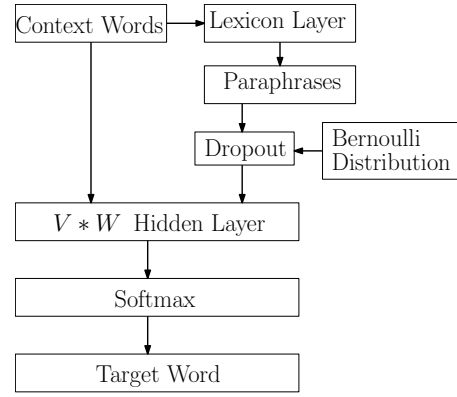 Context Words
Lexicon Layer
Paraphrases
Dropout
Bernoulli
Distribution
V ∗ W Hidden Layer
Softmax
Target Word